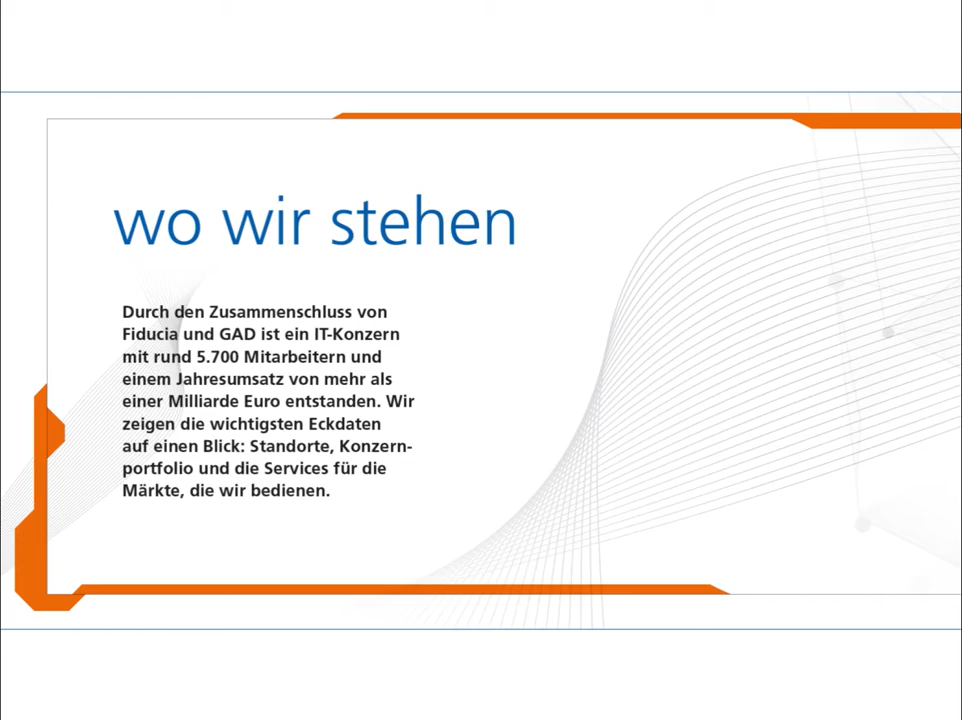 wo wir stehen
Durch den Zusammenschluss von
Fiducia und GAD ist ein IT-Konzern
mit rund 5.700 Mitarbeitern und
einem Jahresumsatz von mehr als
einer Milliarde Euro entstanden. Wir
zeigen die wichtigsten Eckdaten
auf einen Blick: Standorte, Konzern-
portfolio und die Services für die
Märkte, die wir bedienen.